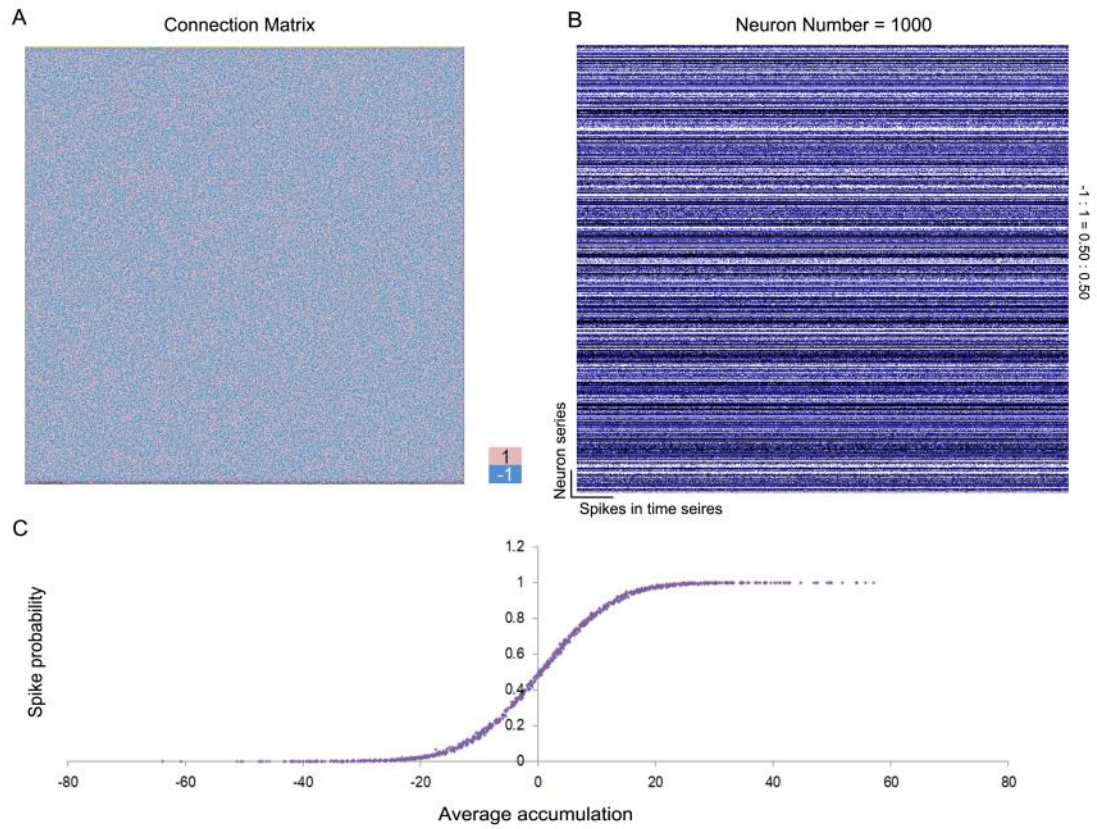 A
Connection Matrix
1
-1
B
Neuron Number = 1000
-1 : 1 = 0.50 : 0.50
Neuron series
Spikes in time seires
C
Spike probability
1.2
1
0.8
0.6
0.4
0.2
0
-80 -60 -40 -20 0 20 40 60 80
Average accumulation